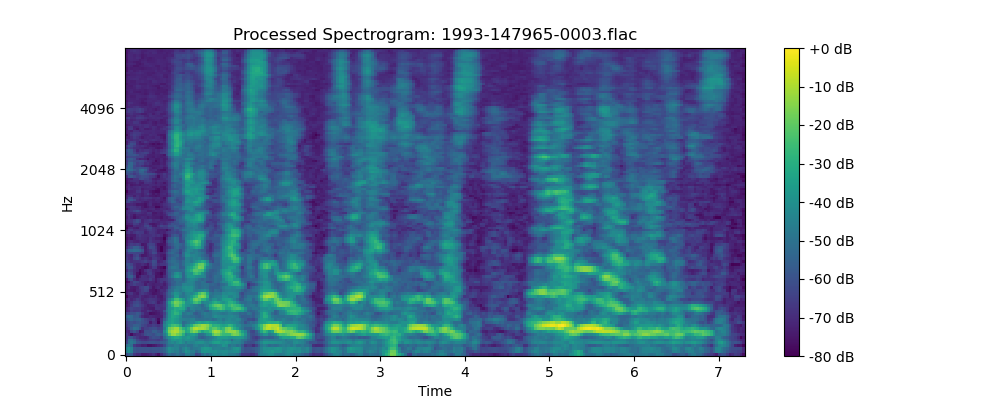 Processed Spectrogram: 1993-147965-0003.flac
Hz
4096
2048
1024
512
0
0 1 2 3 4 5 6 7
Time
+0 dB
-10 dB
-20 dB
-30 dB
-40 dB
-50 dB
-60 dB
-70 dB
-80 dB